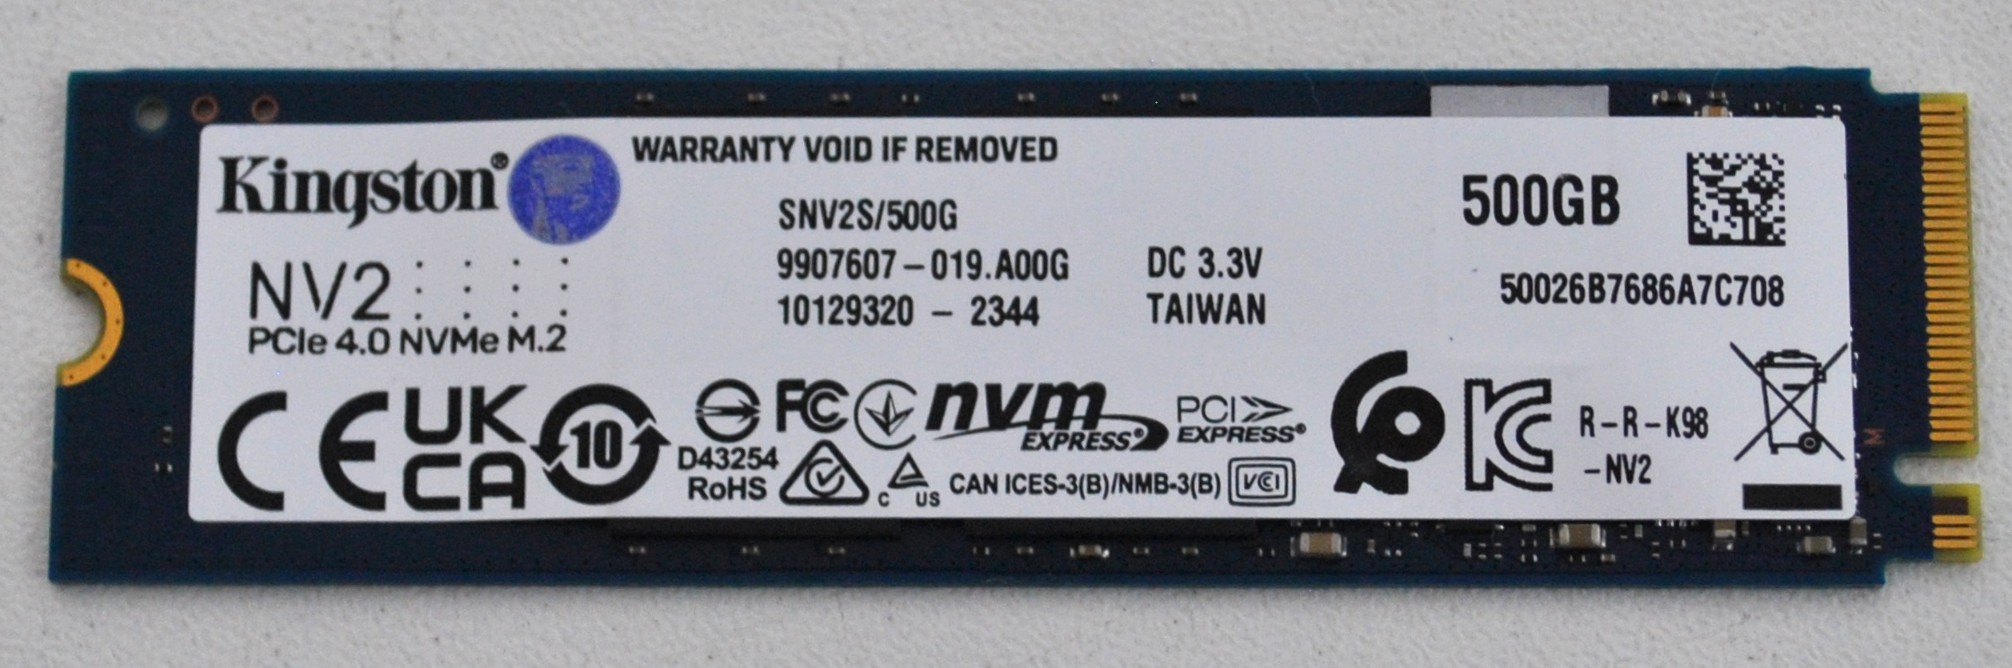 Kingston®
WARRANTY VOID IF REMOVED
NV2
PCIe 4.0 NVMe M.2
SNV2S/500G
9907607-019.A00G
10129320 - 2344
DC 3.3V
TAIWAN
500GB
50026B7686A7C708
CE
UK
CA
10
D43254
RoHS
FC
nvm
EXPRESS®
PCI
EXPRESS®
C US
CAN ICES-3(B)/NMB-3(B)
VCI
KC
R-R-K98
-NV2
M